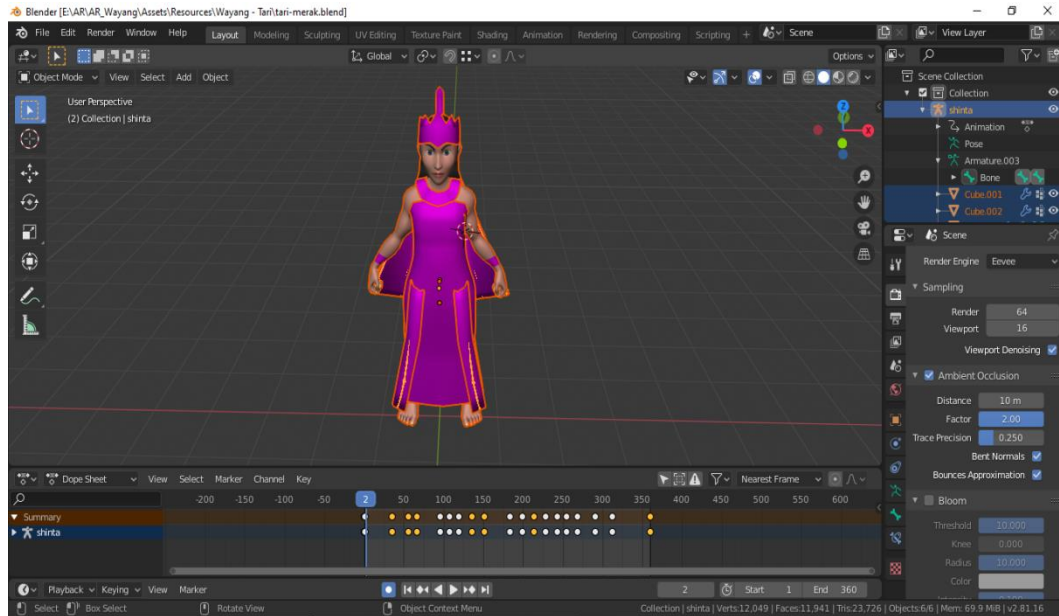 Blender [E:\AR\AR_Wayang\Assets\Resources\Wayang - Tari\tari-merak.blend]
File Edit Render Window Help Layout Modeling Sculpting UV Editing Texture Paint Shading Animation Rendering Compositing Scripting + Scene View Layer
Global Options
Object Mode View Select Add Object
User Perspective
(2) Collection | shinta
Z
X
Scene Collection
Collection
shinta
Animation
Pose
Armature.003
Bone
Cube.001
Cube.002
Scene
Render Engine Eevee
Sampling
Render 64
Viewport 16
Viewport Denoising
Ambient Occlusion
Distance 10 m
Factor 2.00
Trace Precision 0.250
Bent Normals
Bounces Approximation
Bloom
Threshold 10.000
Knee 0.000
Radius 10.000
Color
Dope Sheet View Select Marker Channel Key Nearest Frame
-200 -150 -100 -50 2 50 100 150 200 250 300 350 400 450 500 550 600
Summary
shinta
Playback Keying View Marker 2 Start 1 End 360
Select Box Select Rotate View Object Context Menu Collection | shinta | Verts:12,049 | Faces:11,941 | Tris:23,726 | Objects:6/8 | Mem: 69.9 MiB | v2.81.16